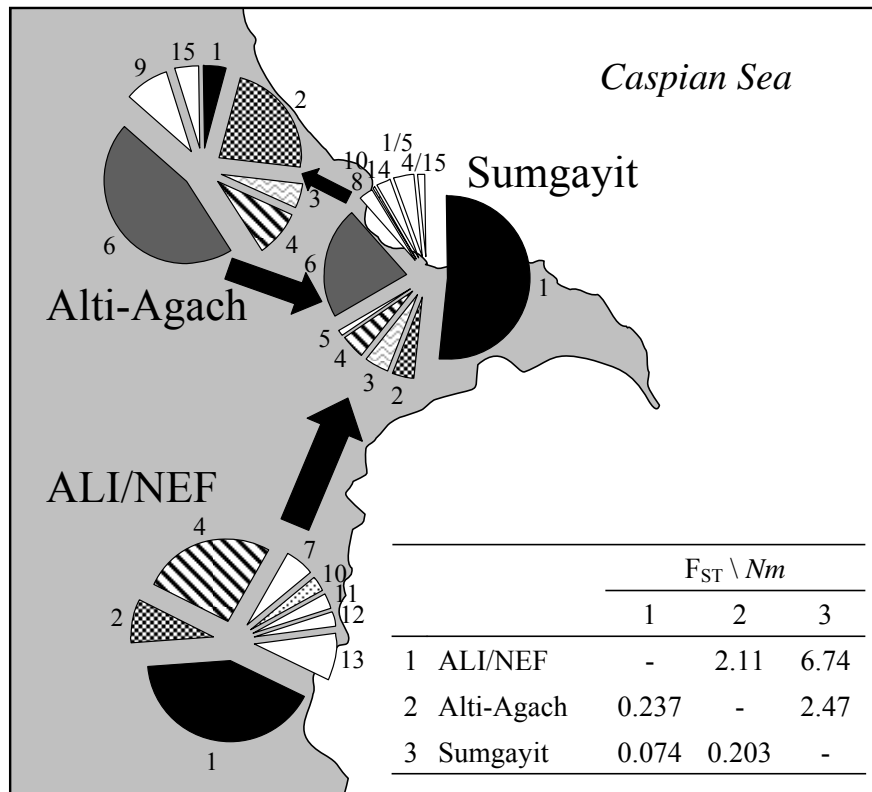 Caspian Sea
9 15 1 2
3
4
6
Alti-Agach
1/5
10 14 4/15
8
Sumgayit
6
1
5
4
3
2
ALI/NEF
4
7
10
11
12
13
2
1
F_ST \ Nm
1 2 3
1 ALI/NEF - 2.11 6.74
2 Alti-Agach 0.237 - 2.47
3 Sumgayit 0.074 0.203 -